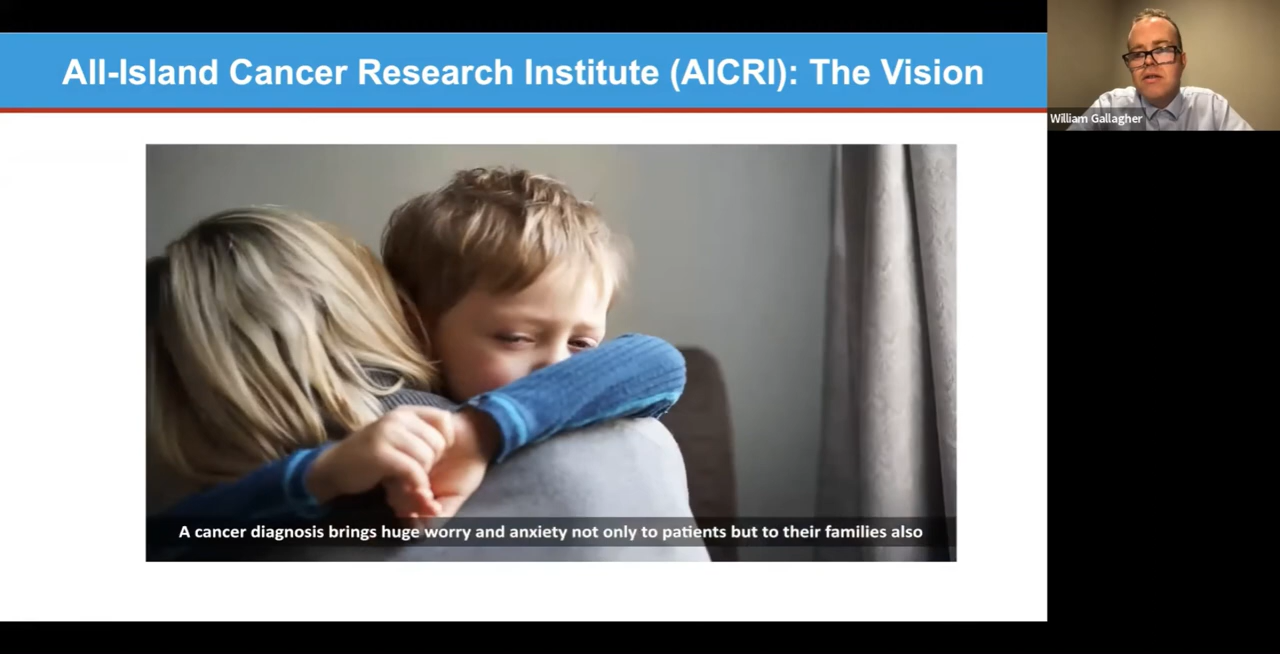 All-Island Cancer Research Institute (AICRI): The Vision
William Gallagher
A cancer diagnosis brings huge worry and anxiety not only to patients but to their families also